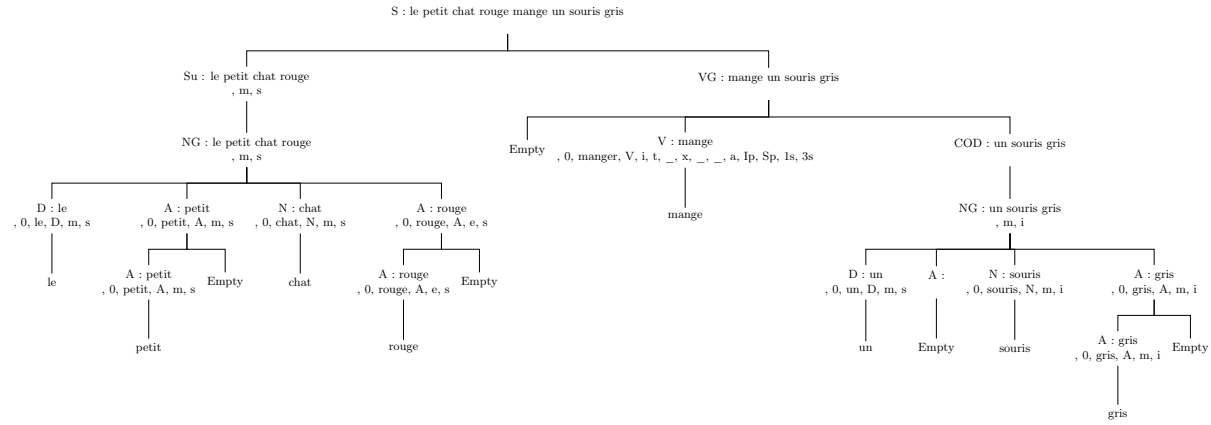 S : le petit chat rouge mange un souris gris
Su : le petit chat rouge
, m, s
VG : mange un souris gris
NG : le petit chat rouge
, m, s
Empty
V : mange
, 0, manger, V, i, t, _, x, _, _, a, Ip, Sp, 1s, 3s
COD : un souris gris
D : le
, 0, le, D, m, s
A : petit
, 0, petit, A, m, s
N : chat
, 0, chat, N, m, s
A : rouge
, 0, rouge, A, e, s
mange
NG : un souris gris
, m, i
le
A : petit
, 0, petit, A, m, s
Empty
chat
A : rouge
, 0, rouge, A, e, s
Empty
D : un
, 0, un, D, m, s
A :
N : souris
, 0, souris, N, m, i
A : gris
, 0, gris, A, m, i
petit
rouge
un
Empty
souris
A : gris
, 0, gris, A, m, i
Empty
gris